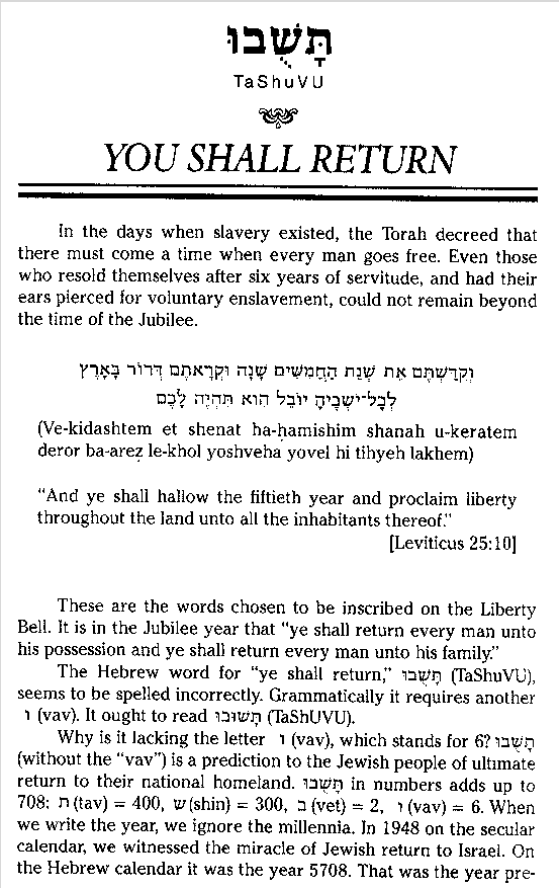 תָּשֻׁבוּ
TaShuVU
YOU SHALL RETURN
In the days when slavery existed, the Torah decreed that
there must come a time when every man goes free. Even those
who resold themselves after six years of servitude, and had their
ears pierced for voluntary enslavement, could not remain beyond
the time of the Jubilee.
וְקִדַּשְׁתֶּם אֵת שְׁנַת הַחֲמִשִּׁים שָׁנָה וּקְרָאתֶם דְּרוֹר בָּאָרֶץ
לְכָל־יֹשְׁבֶיהָ יוֹבֵל הִוא תִּהְיֶה לָכֶם
(Ve-kidashtem et shenat ha-ḥamishim shanah u-keratem
deror ba-areẓ le-khol yoshveha yovel hi tihyeh lakhem)
“And ye shall hallow the fiftieth year and proclaim liberty
throughout the land unto all the inhabitants thereof.”
[Leviticus 25:10]
These are the words chosen to be inscribed on the Liberty
Bell. It is in the Jubilee year that “ye shall return every man unto
his possession and ye shall return every man unto his family.”
The Hebrew word for “ye shall return,” תָּשֻׁבוּ (TaShuVU),
seems to be spelled incorrectly. Grammatically it requires another
ו (vav). It ought to read תָּשׁוּבוּ (TaShUVU).
Why is it lacking the letter ו (vav), which stands for 6? תָּשֻׁבוּ
(without the “vav”) is a prediction to the Jewish people of ultimate
return to their national homeland. תָּשֻׁבוּ in numbers adds up to
708: ת (tav) = 400, ש (shin) = 300, ב (vet) = 2, ו (vav) = 6. When
we write the year, we ignore the millennia. In 1948 on the secular
calendar, we witnessed the miracle of Jewish return to Israel. On
the Hebrew calendar it was the year 5708. That was the year pre-